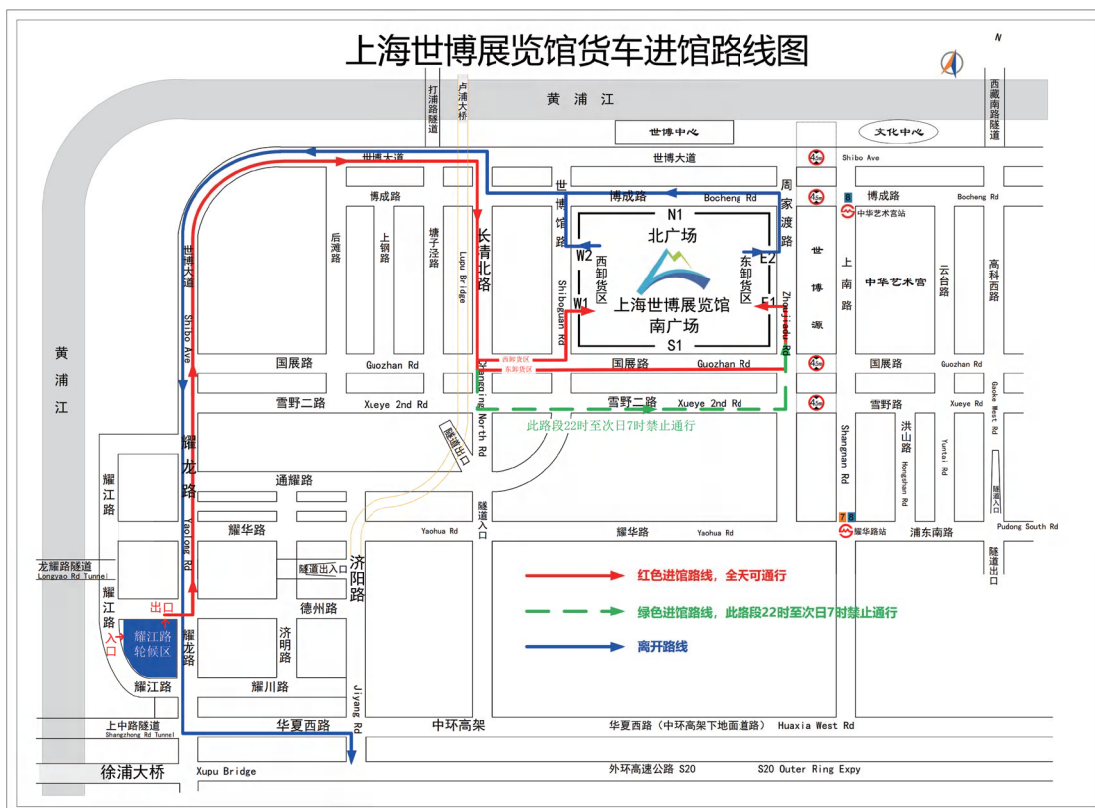 上海世博展览馆货车进馆路线图
N
黄浦江
打浦路隧道
卢浦大桥
西藏南路隧道
世博中心
文化中心
世博大道
世博大道
4.5m
Shibo Ave
博成路
世博馆路
博成路
Bocheng Rd
周家渡路
4.5m
8
中华艺术宫站
博成路
Bocheng Rd
后滩路
上钢路
塘子泾路
Lupu Bridge
长清北路
N1
北广场
W2
西卸货区
东卸货区
E2
世博源
上南路
中华艺术宫
云台路
高科西路
世博大道
Shibo Ave
Shiboguan Rd
W1
上海世博展览馆
E1
南广场
S1
Zhoujiadu Rd
黄浦江
国展路
Guozhan Rd
西卸货区
东卸货区
国展路
Guozhan Rd
4.5m
国展路
Guozhan Rd
Changqing North Rd
雪野二路
Xueye 2nd Rd
雪野二路
Xueye 2nd Rd
4.5m
雪野路
Xueye Rd
Gaoke West Rd
此路段22时至次日7时禁止通行
隧道出口
耀龙路
Yaolong Rd
耀江路
通耀路
Shangnan Rd
洪山路
Hongshan Rd
Yuntai Rd
隧道入口
隧道入口
耀华路
Yaohua Rd
耀华路
Yaohua Rd
7 8
耀华路站
浦东南路
Pudong South Rd
隧道出口
龙耀路隧道
Longyao Rd Tunnel
隧道出入口
济阳路
红色进馆路线，全天可通行
耀江路
出口
德州路
绿色进馆路线，此路段22时至次日7时禁止通行
入口
耀江路
轮候区
耀龙路
济明路
离开路线
耀江路
耀川路
Jiyang Rd
上中路隧道
Shangzhong Rd Tunnel
华夏西路
中环高架
华夏西路（中环高架下地面道路）
Huaxia West Rd
徐浦大桥
Xupu Bridge
外环高速公路 S20
S20 Outer Ring Expy